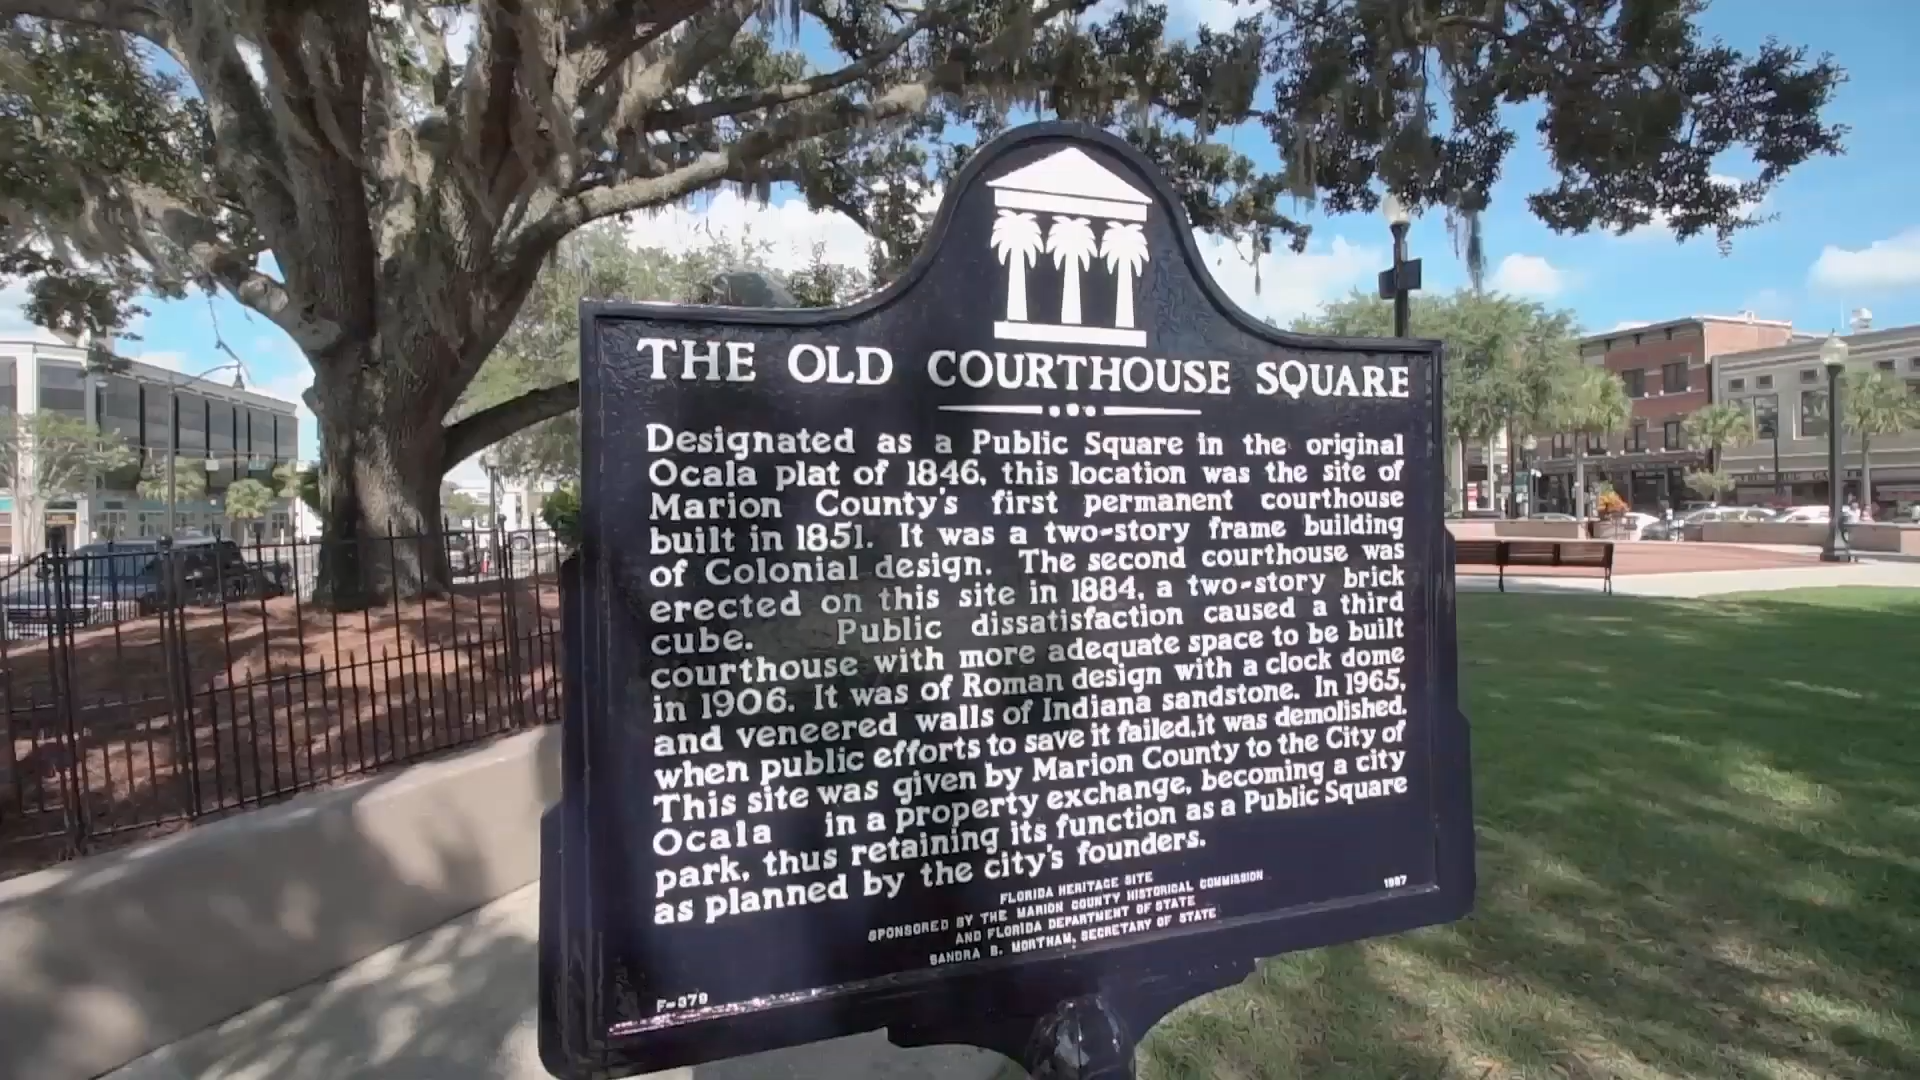 THE OLD COURTHOUSE SQUARE
Designated as a Public Square in the original
Ocala plat of 1846, this location was the site of
Marion County's first permanent courthouse
built in 1851. It was a two-story frame building
of Colonial design. The second courthouse was
erected on this site in 1884, a two-story brick
cube. Public dissatisfaction caused a third
courthouse with more adequate space to be built
in 1906. It was of Roman design with a clock dome
and veneered walls of Indiana sandstone. In 1965,
when public efforts to save it failed, it was demolished.
This site was given by Marion County to the City of
Ocala in a property exchange, becoming a city
park, thus retaining its function as a Public Square
as planned by the city's founders.
FLORIDA HERITAGE SITE
SPONSORED BY THE MARION COUNTY HISTORICAL COMMISSION
AND FLORIDA DEPARTMENT OF STATE
SANDRA B. MORTHAM, SECRETARY OF STATE
1997
F-379